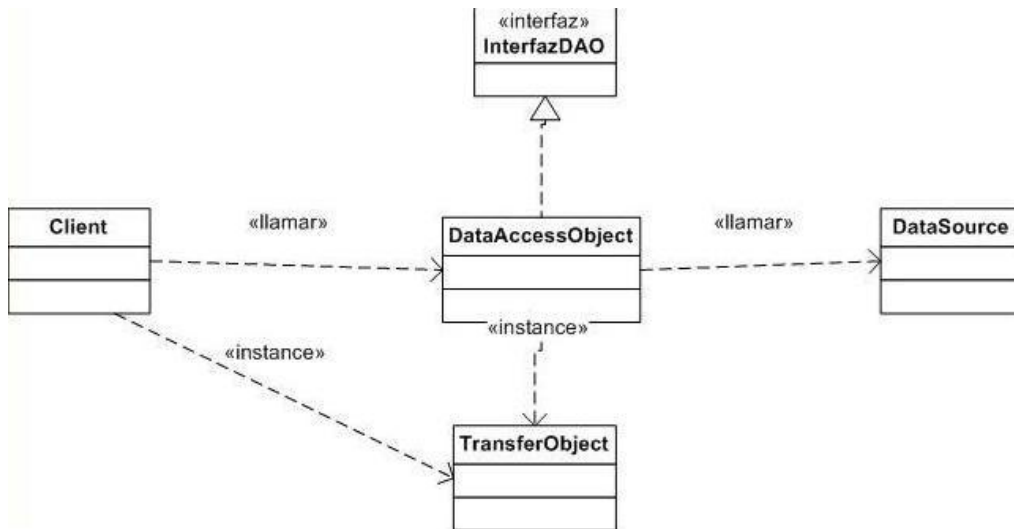 «interfaz»
InterfazDAO
Client
«llamar»
DataAccessObject
«llamar»
DataSource
«instance»
«instance»
TransferObject